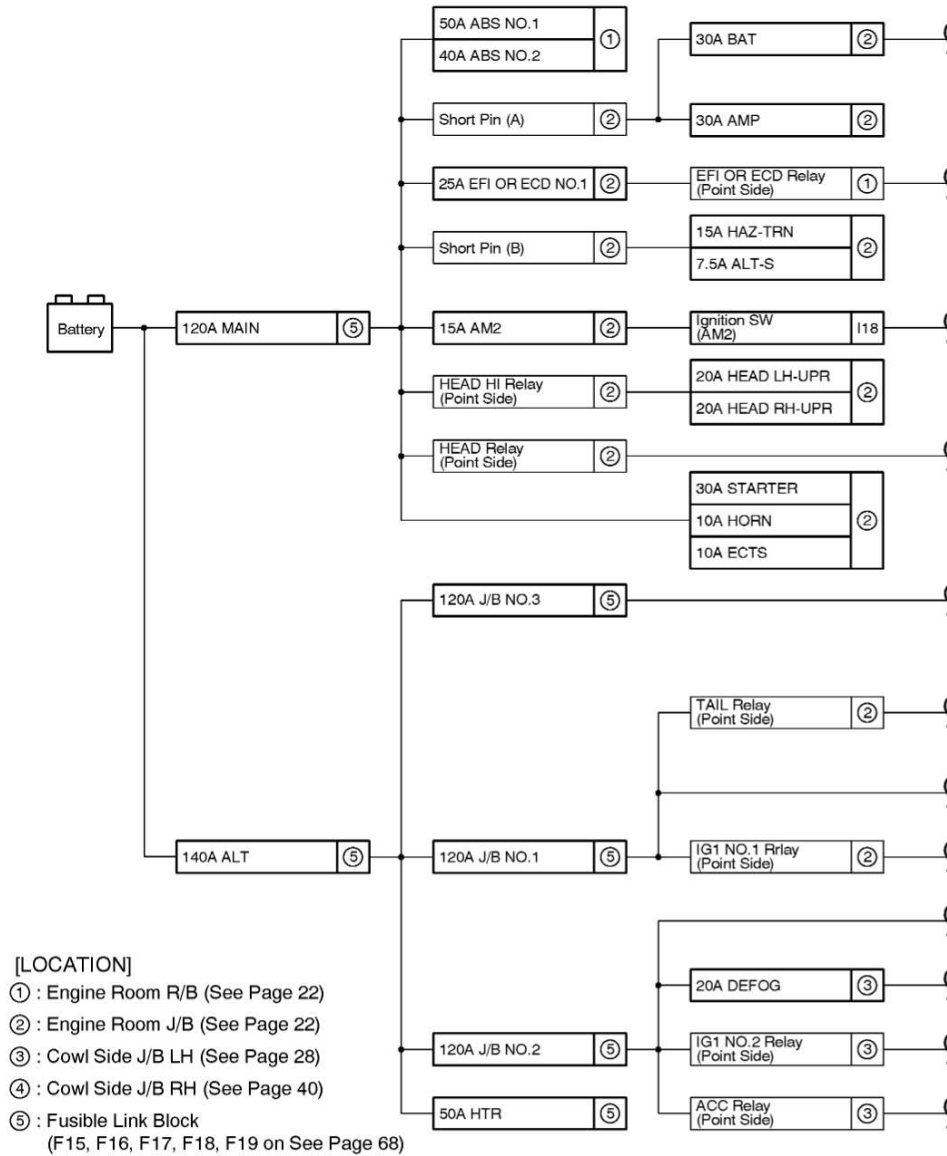 50A ABS NO.1
40A ABS NO.2
①
30A BAT ②
Short Pin (A) ②
30A AMP ②
25A EFI OR ECD NO.1 ②
EFI OR ECD Relay
(Point Side) ①
Short Pin (B) ②
15A HAZ-TRN
7.5A ALT-S
②
Battery
120A MAIN ⑤
15A AM2 ②
Ignition SW
(AM2) I18
HEAD HI Relay
(Point Side) ②
20A HEAD LH-UPR
20A HEAD RH-UPR
②
HEAD Relay
(Point Side) ②
30A STARTER
10A HORN
10A ECTS
②
120A J/B NO.3 ⑤
TAIL Relay
(Point Side) ②
140A ALT ⑤
120A J/B NO.1 ⑤
IG1 NO.1 Rrlay
(Point Side) ②
20A DEFOG ③
120A J/B NO.2 ⑤
IG1 NO.2 Relay
(Point Side) ③
50A HTR ⑤
ACC Relay
(Point Side) ③
[LOCATION]
① : Engine Room R/B (See Page 22)
② : Engine Room J/B (See Page 22)
③ : Cowl Side J/B LH (See Page 28)
④ : Cowl Side J/B RH (See Page 40)
⑤ : Fusible Link Block
(F15, F16, F17, F18, F19 on See Page 68)